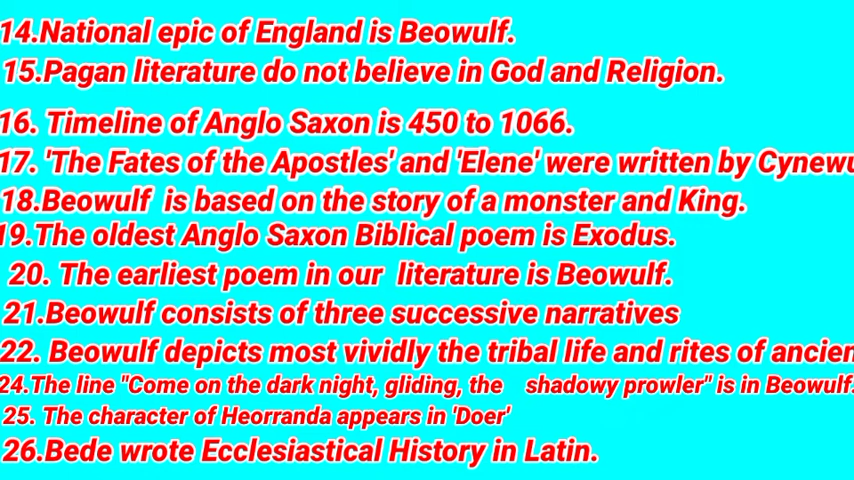 14.National epic of England is Beowulf.
15.Pagan literature do not believe in God and Religion.
16. Timeline of Anglo Saxon is 450 to 1066.
17. 'The Fates of the Apostles' and 'Elene' were written by Cynewu
18.Beowulf is based on the story of a monster and King.
19.The oldest Anglo Saxon Biblical poem is Exodus.
20. The earliest poem in our literature is Beowulf.
21.Beowulf consists of three successive narratives
22. Beowulf depicts most vividly the tribal life and rites of ancien
24.The line "Come on the dark night, gliding, the shadowy prowler" is in Beowulf.
25. The character of Heorranda appears in 'Doer'
26.Bede wrote Ecclesiastical History in Latin.